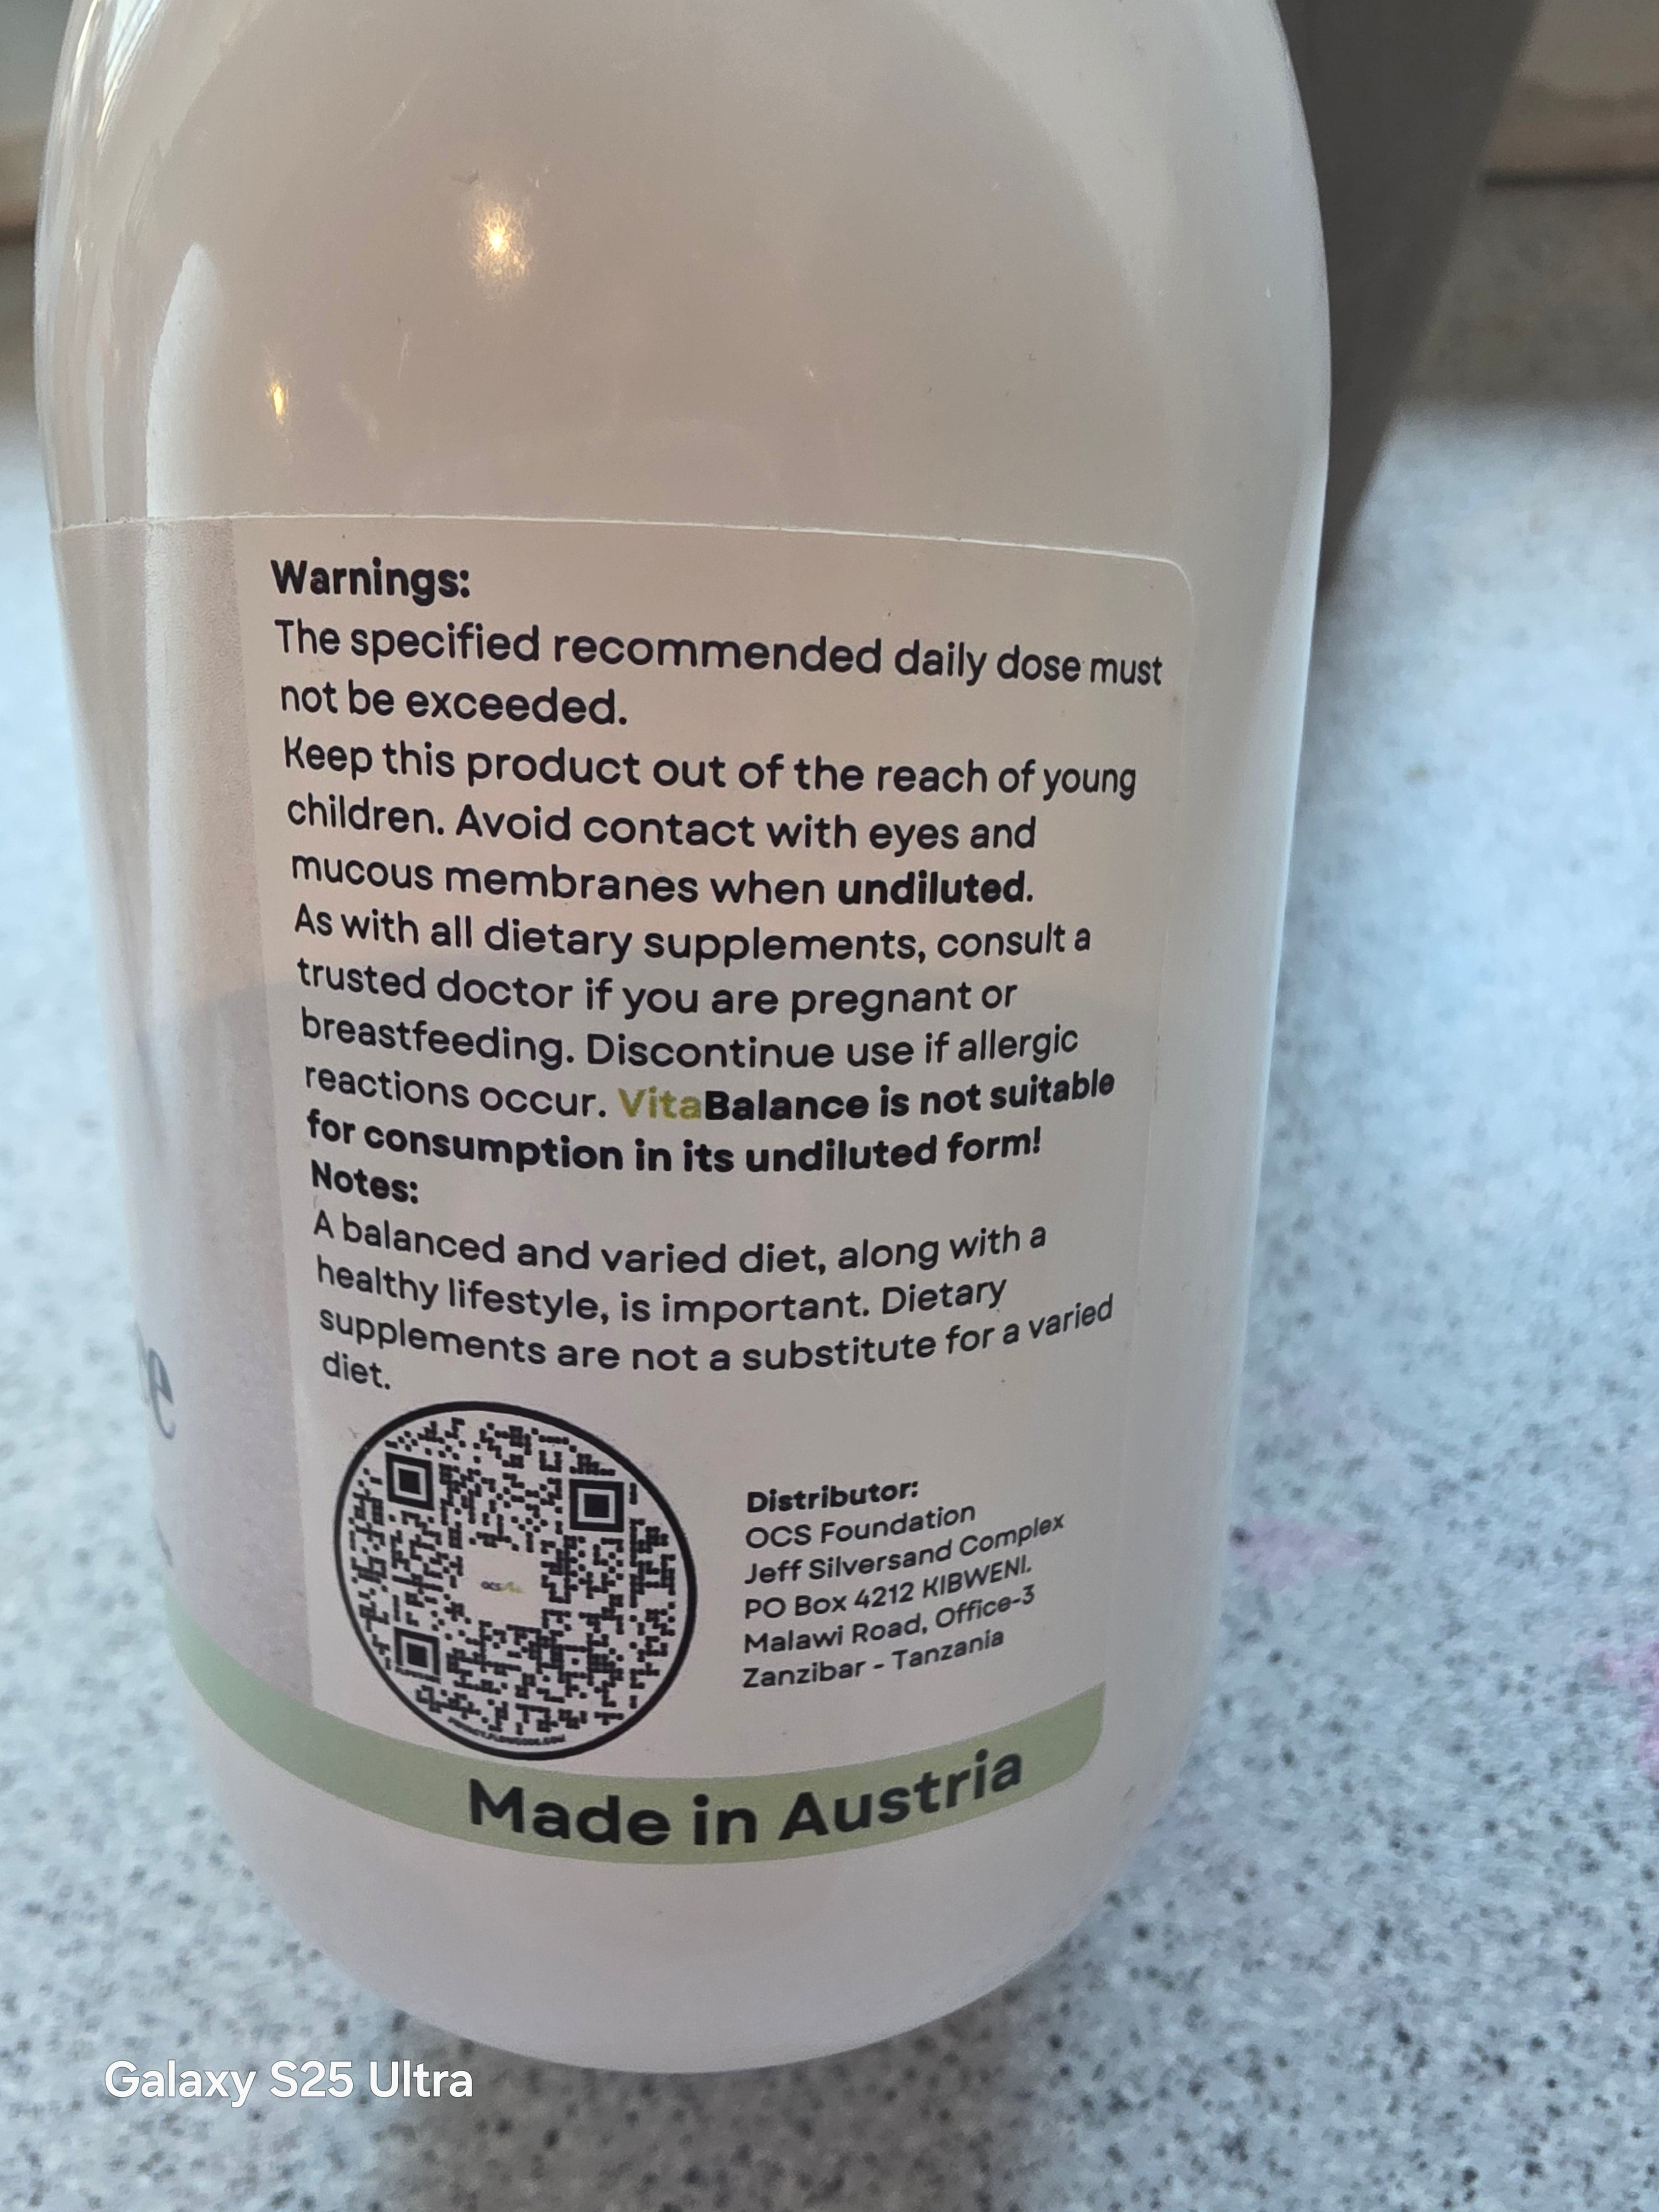 Warnings:
The specified recommended daily dose must
not be exceeded.
Keep this product out of the reach of young
children. Avoid contact with eyes and
mucous membranes when undiluted.
As with all dietary supplements, consult a
trusted doctor if you are pregnant or
breastfeeding. Discontinue use if allergic
reactions occur. VitaBalance is not suitable
for consumption in its undiluted form!
Notes:
A balanced and varied diet, along with a
healthy lifestyle, is important. Dietary
supplements are not a substitute for a varied
diet.
Distributor:
OCS Foundation
Jeff Silversand Complex
PO Box 4212 KIBWENI.
Malawi Road, Office-3
Zanzibar - Tanzania
Made in Austria
Galaxy S25 Ultra